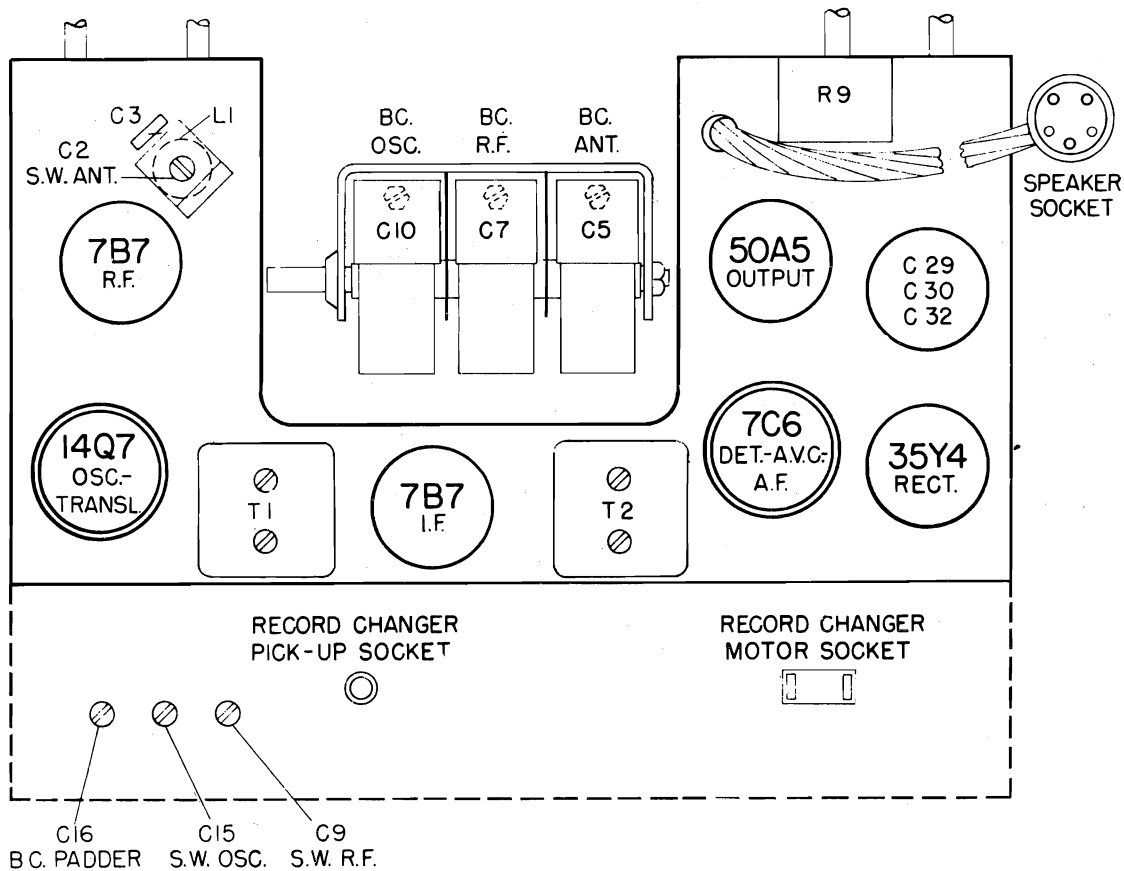 C3
L1
C2
S.W. ANT.
7B7
R.F.
BC.
OSC.
BC.
R.F.
BC.
ANT.
C10
C7
C5
R9
SPEAKER
SOCKET
50A5
OUTPUT
C 29
C 30
C 32
14Q7
OSC.-
TRANSL.
T1
7B7
I.F.
T2
7C6
DET.-A.V.C.-
A.F.
35Y4
RECT.
RECORD CHANGER
PICK-UP SOCKET
RECORD CHANGER
MOTOR SOCKET
C16
B C. PADDER
C15
S.W. OSC.
C9
S.W. R.F.